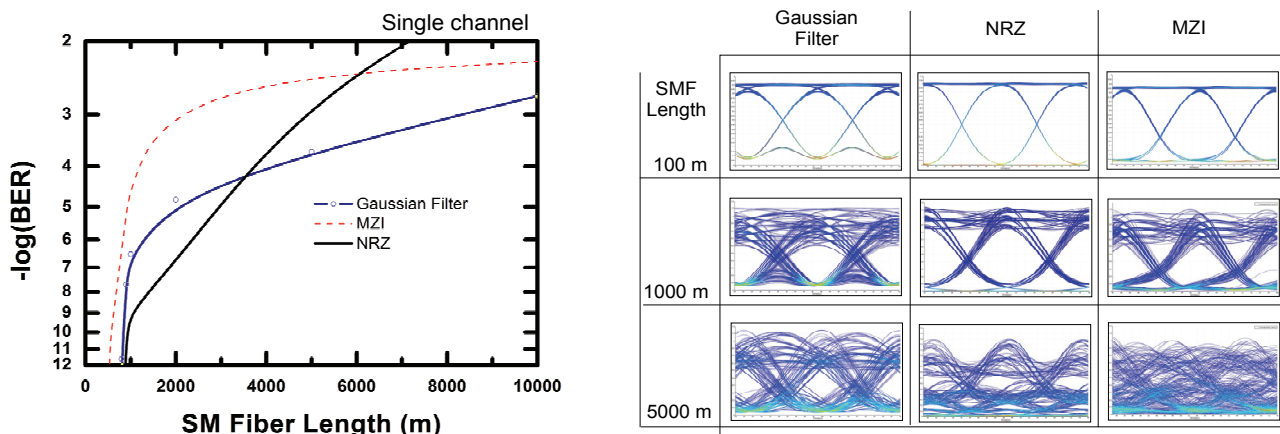 Single channel
2
3
4
5
6
7
8
9
10
11
12
-log(BER)
Gaussian Filter
MZI
NRZ
0
2000
4000
6000
8000
10000
SM Fiber Length (m)
Gaussian
Filter
NRZ
MZI
SMF
Length
100 m
1000 m
5000 m